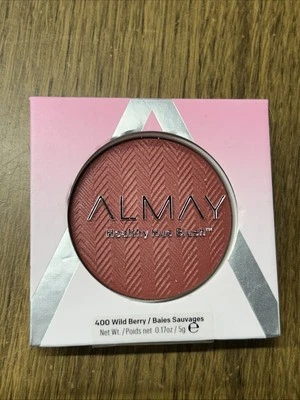 ALMAY
Healthy Hue Blush™
400 Wild Berry / Baies Sauvages
Net Wt. / Poids net 0.17oz / 5g ℮